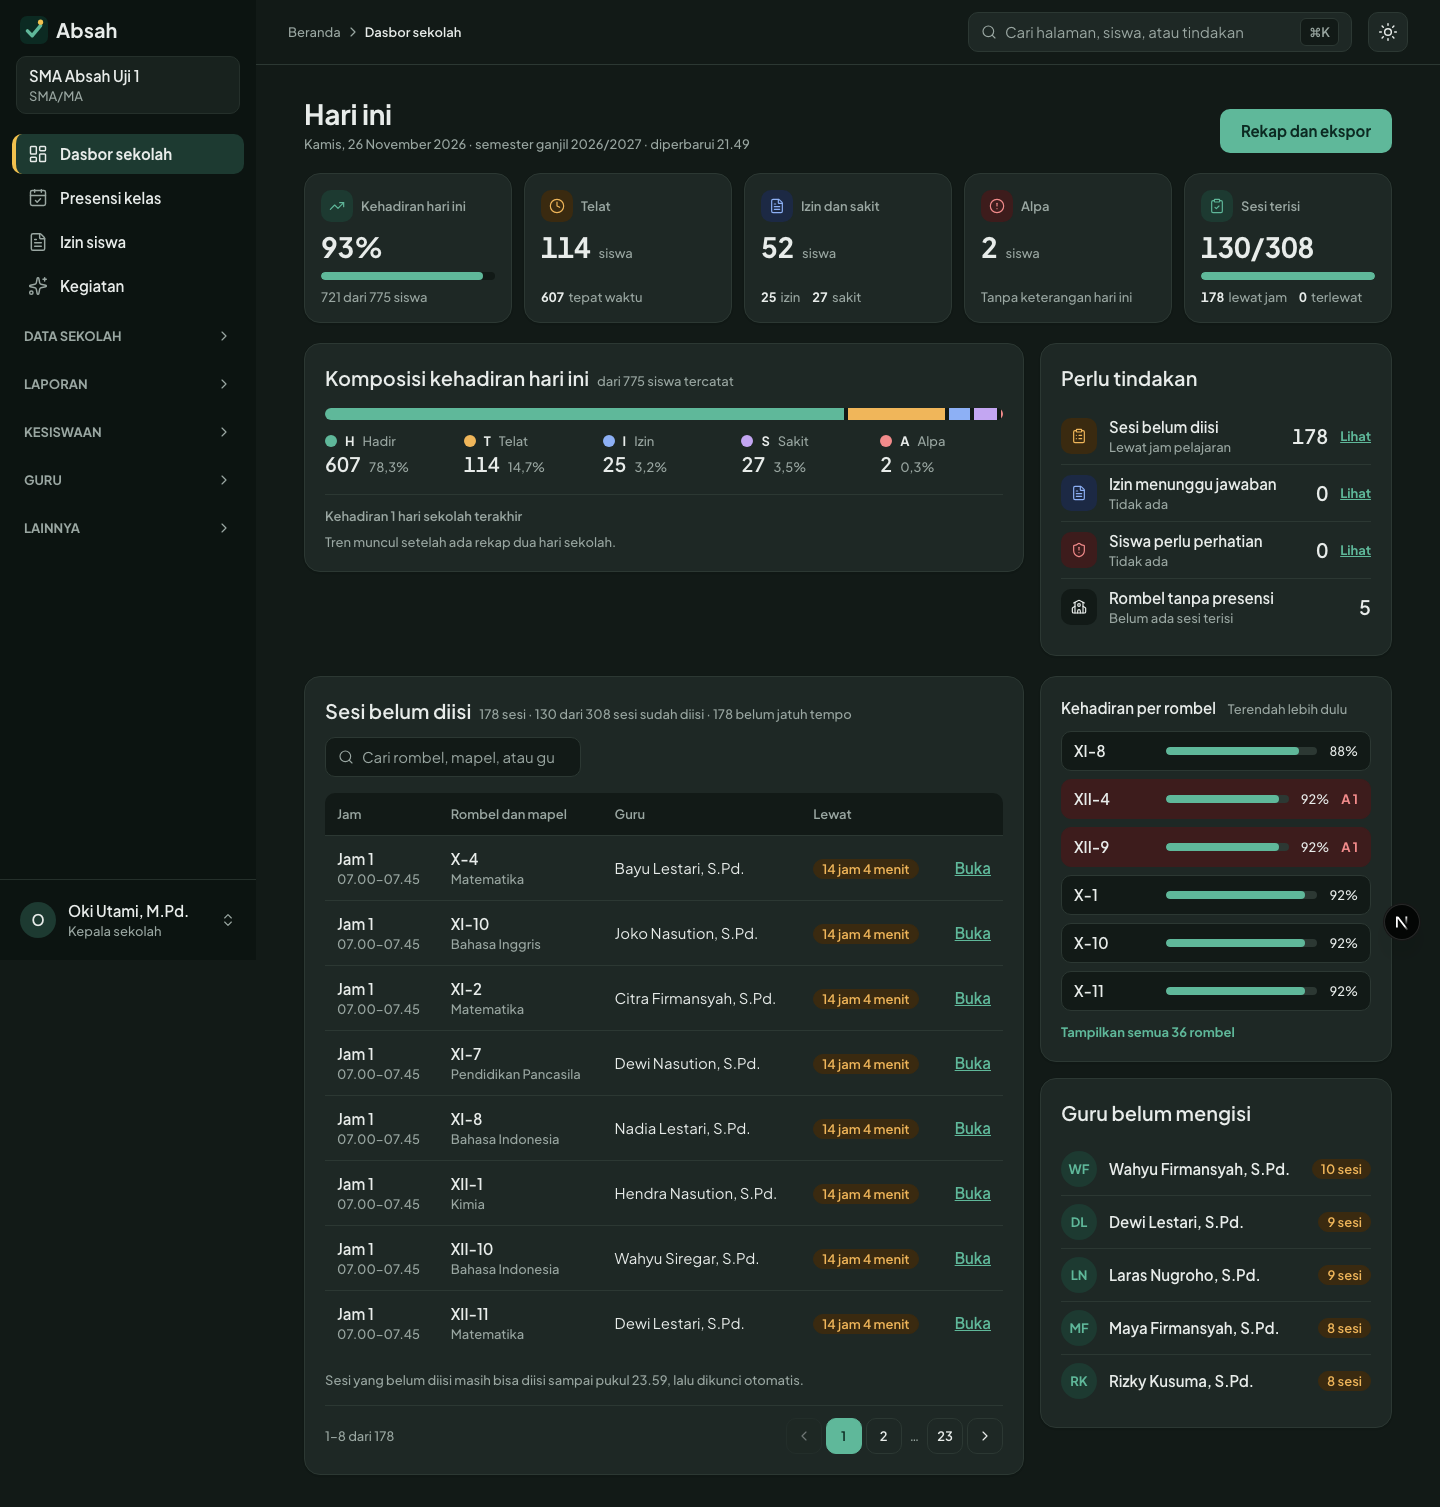 Absah
SMA Absah Uji 1
SMA/MA
Dasbor sekolah
Presensi kelas
Izin siswa
Kegiatan
DATA SEKOLAH
LAPORAN
KESISWAAN
GURU
LAINNYA
O
Oki Utami, M.Pd.
Kepala sekolah
Beranda > Dasbor sekolah
Cari halaman, siswa, atau tindakan ⌘K
Hari ini
Kamis, 26 November 2026 · semester ganjil 2026/2027 · diperbarui 21.49
Rekap dan ekspor
Kehadiran hari ini
93%
721 dari 775 siswa
Telat
114 siswa
607 tepat waktu
Izin dan sakit
52 siswa
25 izin 27 sakit
Alpa
2 siswa
Tanpa keterangan hari ini
Sesi terisi
130/308
178 lewat jam 0 terlewat
Komposisi kehadiran hari ini dari 775 siswa tercatat
H Hadir
607 78,3%
T Telat
114 14,7%
I Izin
25 3,2%
S Sakit
27 3,5%
A Alpa
2 0,3%
Kehadiran 1 hari sekolah terakhir
Tren muncul setelah ada rekap dua hari sekolah.
Perlu tindakan
Sesi belum diisi
Lewat jam pelajaran
178 Lihat
Izin menunggu jawaban
Tidak ada
0 Lihat
Siswa perlu perhatian
Tidak ada
0 Lihat
Rombel tanpa presensi
Belum ada sesi terisi
5
Sesi belum diisi 178 sesi · 130 dari 308 sesi sudah diisi · 178 belum jatuh tempo
Cari rombel, mapel, atau gu
Jam Rombel dan mapel Guru Lewat
Jam 1 X-4 Bayu Lestari, S.Pd. 14 jam 4 menit Buka
07.00–07.45 Matematika
Jam 1 XI-10 Joko Nasution, S.Pd. 14 jam 4 menit Buka
07.00–07.45 Bahasa Inggris
Jam 1 XI-2 Citra Firmansyah, S.Pd. 14 jam 4 menit Buka
07.00–07.45 Matematika
Jam 1 XI-7 Dewi Nasution, S.Pd. 14 jam 4 menit Buka
07.00–07.45 Pendidikan Pancasila
Jam 1 XI-8 Nadia Lestari, S.Pd. 14 jam 4 menit Buka
07.00–07.45 Bahasa Indonesia
Jam 1 XII-1 Hendra Nasution, S.Pd. 14 jam 4 menit Buka
07.00–07.45 Kimia
Jam 1 XII-10 Wahyu Siregar, S.Pd. 14 jam 4 menit Buka
07.00–07.45 Bahasa Indonesia
Jam 1 XII-11 Dewi Lestari, S.Pd. 14 jam 4 menit Buka
07.00–07.45 Matematika
Sesi yang belum diisi masih bisa diisi sampai pukul 23.59, lalu dikunci otomatis.
1–8 dari 178
1 2 … 23
Kehadiran per rombel Terendah lebih dulu
XI-8 88%
XII-4 92% A 1
XII-9 92% A 1
X-1 92%
X-10 92%
X-11 92%
Tampilkan semua 36 rombel
N
Guru belum mengisi
WF Wahyu Firmansyah, S.Pd. 10 sesi
DL Dewi Lestari, S.Pd. 9 sesi
LN Laras Nugroho, S.Pd. 9 sesi
MF Maya Firmansyah, S.Pd. 8 sesi
RK Rizky Kusuma, S.Pd. 8 sesi